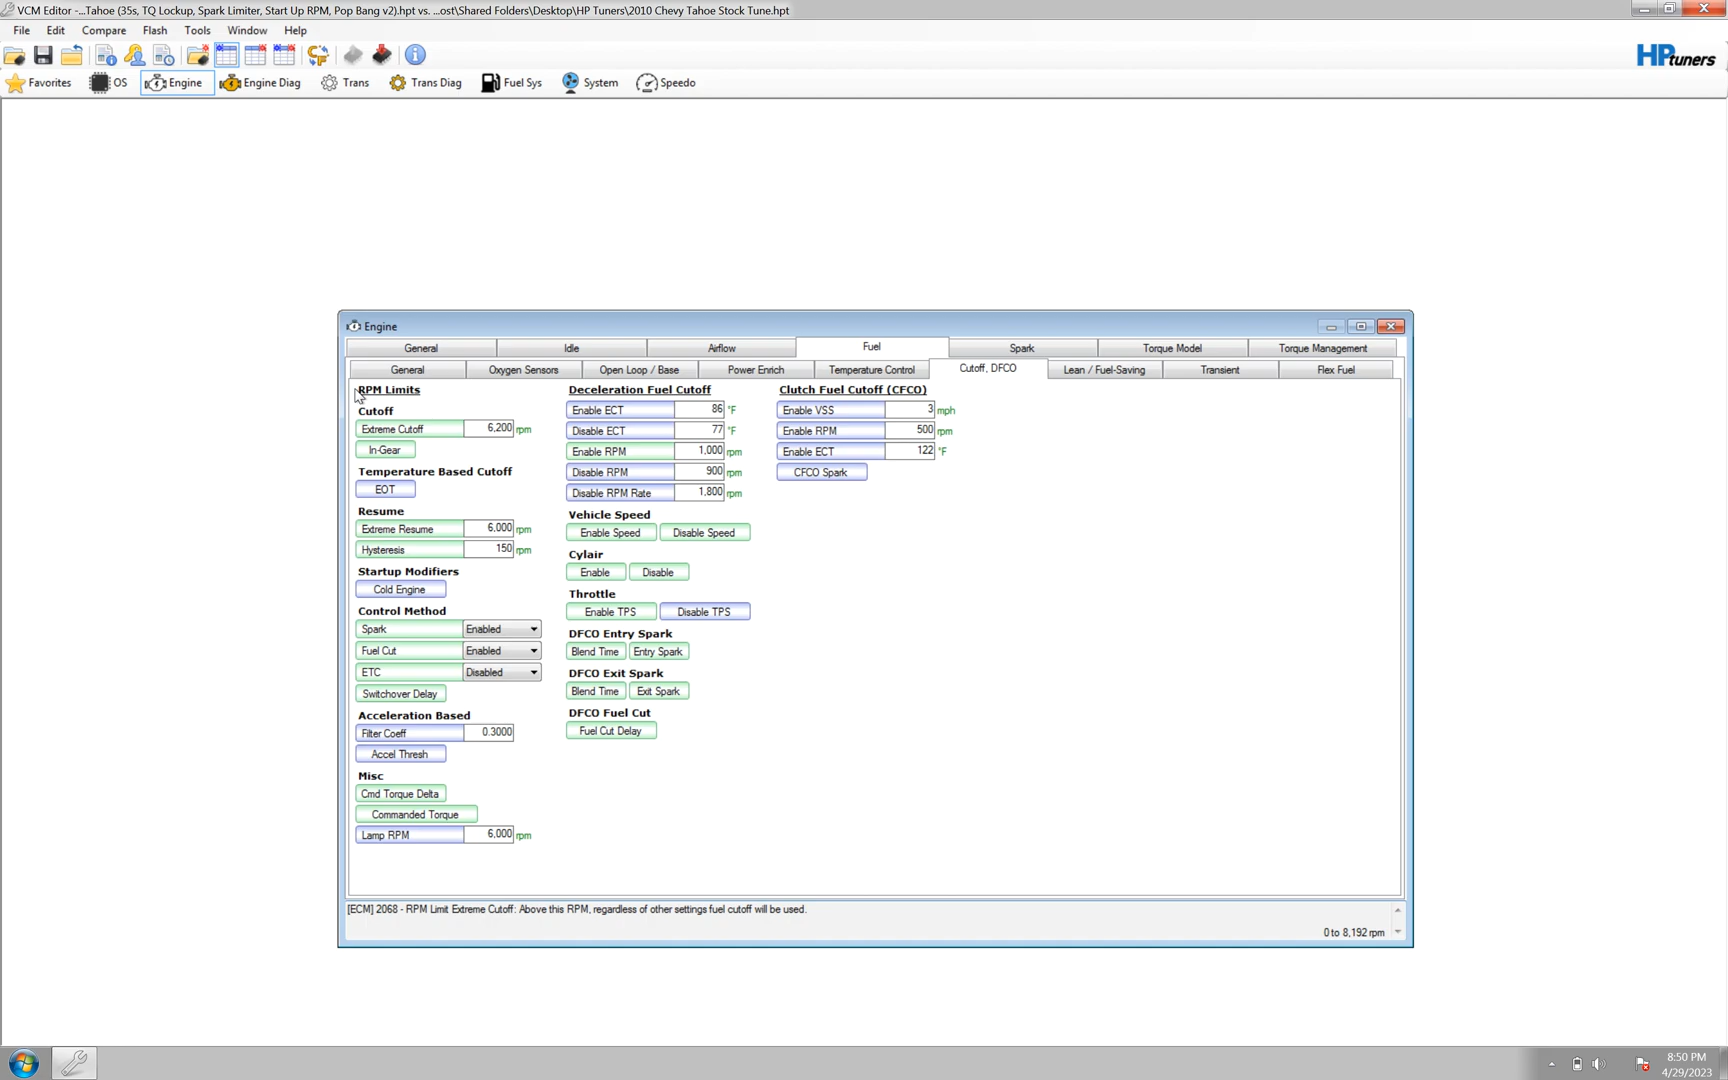 VCM Editor -...Tahoe (35s, TQ Lockup, Spark Limiter, Start Up RPM, Pop Bang v2).hpt vs. ...ost\Shared Folders\Desktop\HP Tuners\2010 Chevy Tahoe Stock Tune.hpt
File Edit Compare Flash Tools Window Help
HPtuners
Favorites OS Engine Engine Diag Trans Trans Diag Fuel Sys System Speedo
Engine
General Idle Airflow Fuel Spark Torque Model Torque Management
General Oxygen Sensors Open Loop / Base Power Enrich Temperature Control Cutoff, DFCO Lean / Fuel-Saving Transient Flex Fuel
RPM Limits
Cutoff
Extreme Cutoff 6,200 rpm
In-Gear
Temperature Based Cutoff
EOT
Resume
Extreme Resume 6,000 rpm
Hysteresis 150 rpm
Startup Modifiers
Cold Engine
Control Method
Spark Enabled
Fuel Cut Enabled
ETC Disabled
Switchover Delay
Acceleration Based
Filter Coeff 0.3000
Accel Thresh
Misc
Cmd Torque Delta
Commanded Torque
Lamp RPM 6,000 rpm
Deceleration Fuel Cutoff
Enable ECT 86 °F
Disable ECT 77 °F
Enable RPM 1,000 rpm
Disable RPM 900 rpm
Disable RPM Rate 1,800 rpm
Vehicle Speed
Enable Speed Disable Speed
Cylair
Enable Disable
Throttle
Enable TPS Disable TPS
DFCO Entry Spark
Blend Time Entry Spark
DFCO Exit Spark
Blend Time Exit Spark
DFCO Fuel Cut
Fuel Cut Delay
Clutch Fuel Cutoff (CFCO)
Enable VSS 3 mph
Enable RPM 500 rpm
Enable ECT 122 °F
CFCO Spark
[ECM] 2068 - RPM Limit Extreme Cutoff: Above this RPM, regardless of other settings fuel cutoff will be used.
0 to 8,192 rpm
8:50 PM
4/29/2023